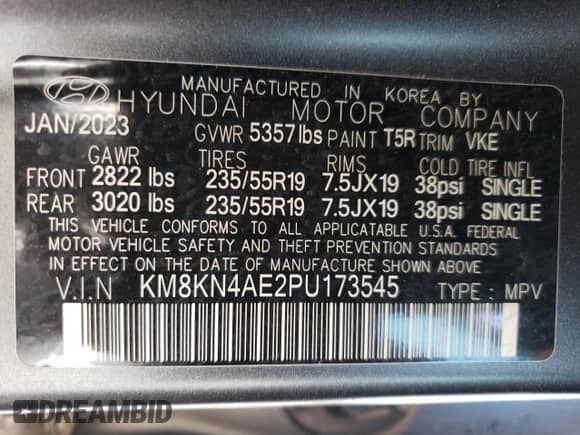 MANUFACTURED IN KOREA BY
HYUNDAI MOTOR COMPANY
JAN/2023 GVWR 5357 lbs PAINT T5R TRIM VKE
GAWR TIRES RIMS COLD TIRE INFL
FRONT 2822 lbs 235/55R19 7.5JX19 38psi SINGLE
REAR 3020 lbs 235/55R19 7.5JX19 38psi SINGLE
THIS VEHICLE CONFORMS TO ALL APPLICATABLE U.S.A. FEDERAL
MOTOR VEHICLE SAFETY AND THEFT PREVENTION STANDARDS
IN EFFECT ON THE DATE OF MANUFACTURE SHOWN ABOVE.
V.I.N KM8KN4AE2PU173545 TYPE : MPV
DREAMBID